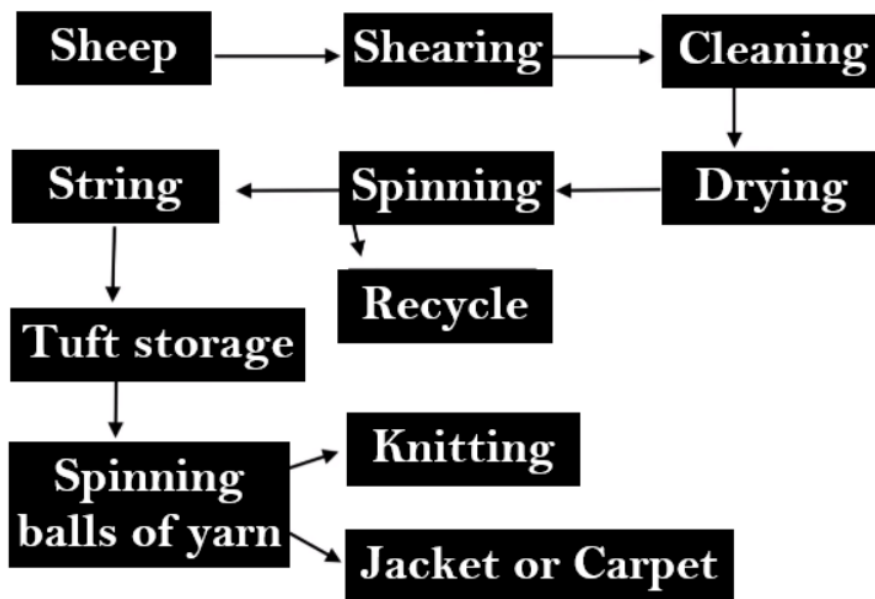 Sheep
Shearing
Cleaning
String
Spinning
Drying
Recycle
Tuft storage
Knitting
Spinning
balls of yarn
Jacket or Carpet